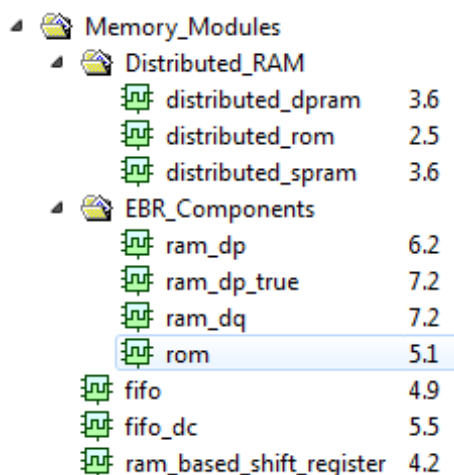 Memory_Modules
Distributed_RAM
distributed_dpram 3.6
distributed_rom 2.5
distributed_spram 3.6
EBR_Components
ram_dp 6.2
ram_dp_true 7.2
ram_dq 7.2
rom 5.1
fifo 4.9
fifo_dc 5.5
ram_based_shift_register 4.2